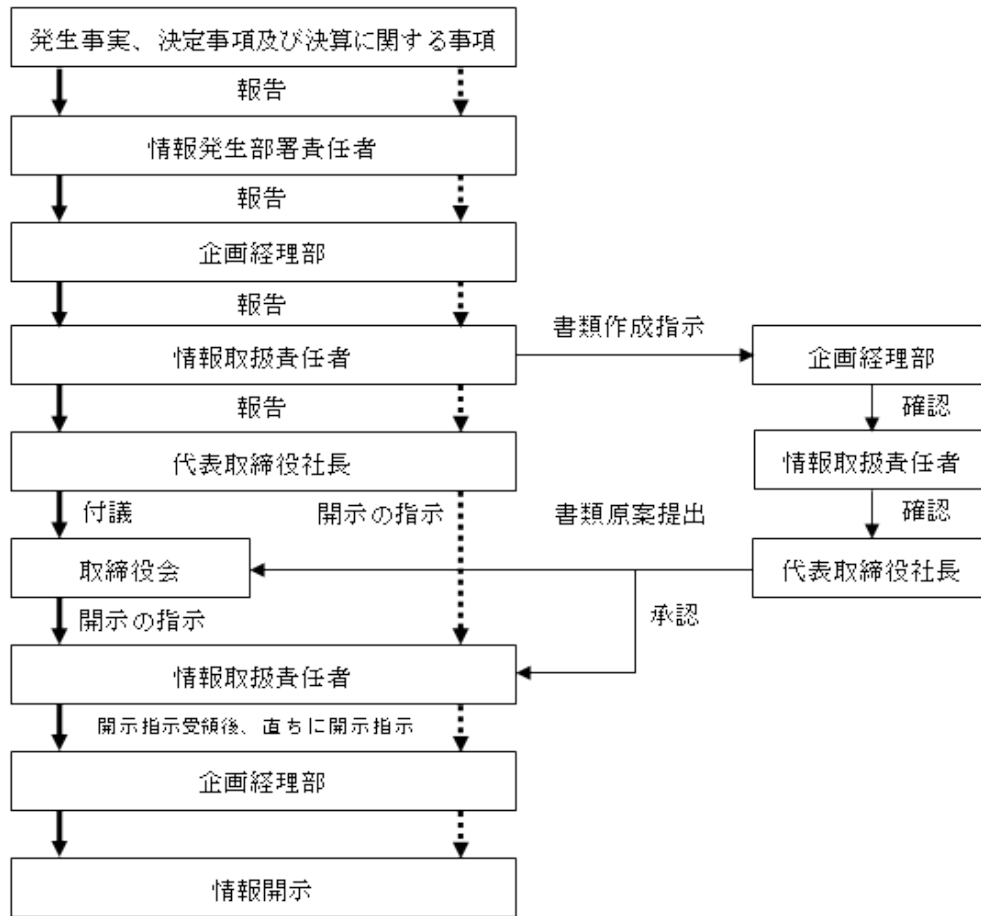 発生事実、決定事項及び決算に関する事項
報告
情報発生部署責任者
報告
企画経理部
報告
書類作成指示
情報取扱責任者
企画経理部
報告
確認
代表取締役社長
情報取扱責任者
付議
開示の指示
書類原案提出
確認
取締役会
代表取締役社長
開示の指示
承認
情報取扱責任者
開示指示受領後、直ちに開示指示
企画経理部
情報開示